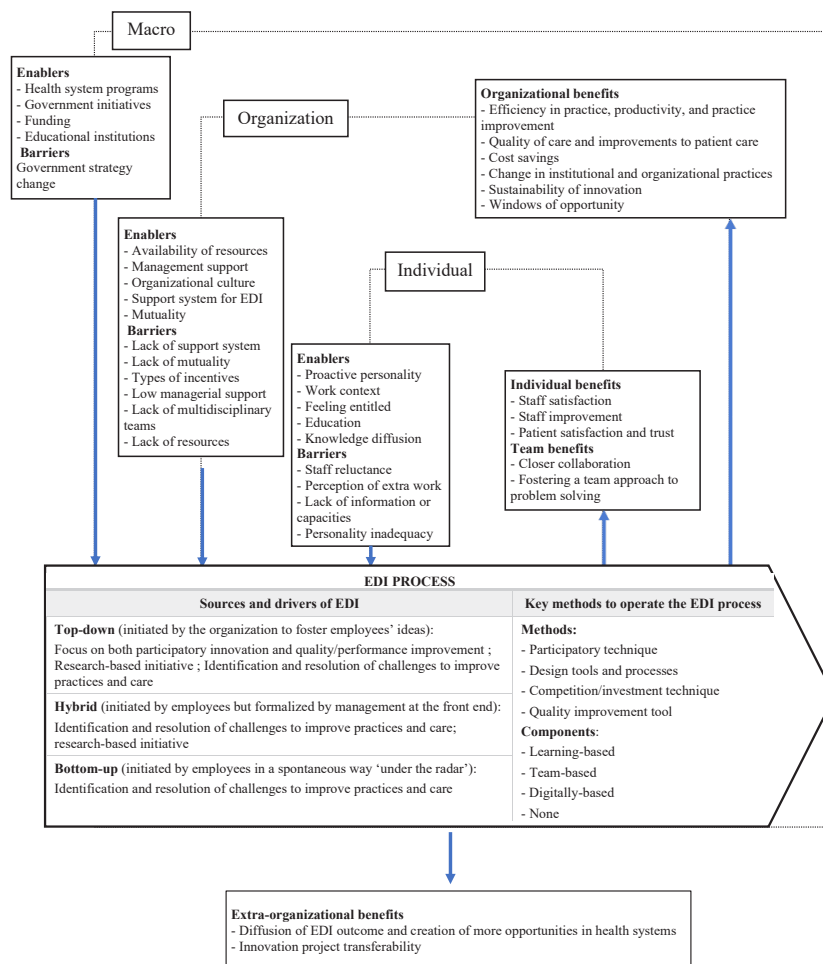 Macro
Enablers
- Health system programs
- Government initiatives
- Funding
- Educational institutions
Barriers
Government strategy
change
Organization
Organizational benefits
- Efficiency in practice, productivity, and practice
improvement
- Quality of care and improvements to patient care
- Cost savings
- Change in institutional and organizational practices
- Sustainability of innovation
- Windows of opportunity
Enablers
- Availability of resources
- Management support
- Organizational culture
- Support system for EDI
- Mutuality
Barriers
- Lack of support system
- Lack of mutuality
- Types of incentives
- Low managerial support
- Lack of multidisciplinary
teams
- Lack of resources
Individual
Enablers
- Proactive personality
- Work context
- Feeling entitled
- Education
- Knowledge diffusion
Barriers
- Staff reluctance
- Perception of extra work
- Lack of information or
capacities
- Personality inadequacy
Individual benefits
- Staff satisfaction
- Staff improvement
- Patient satisfaction and trust
Team benefits
- Closer collaboration
- Fostering a team approach to
problem solving
EDI PROCESS
Sources and drivers of EDI
Top-down (initiated by the organization to foster employees’ ideas):
Focus on both participatory innovation and quality/performance improvement ;
Research-based initiative ; Identification and resolution of challenges to improve
practices and care
Hybrid (initiated by employees but formalized by management at the front end):
Identification and resolution of challenges to improve practices and care;
research-based initiative
Bottom-up (initiated by employees in a spontaneous way ‘under the radar’):
Identification and resolution of challenges to improve practices and care
Key methods to operate the EDI process
Methods:
- Participatory technique
- Design tools and processes
- Competition/investment technique
- Quality improvement tool
Components:
- Learning-based
- Team-based
- Digitally-based
- None
Extra-organizational benefits
- Diffusion of EDI outcome and creation of more opportunities in health systems
- Innovation project transferability